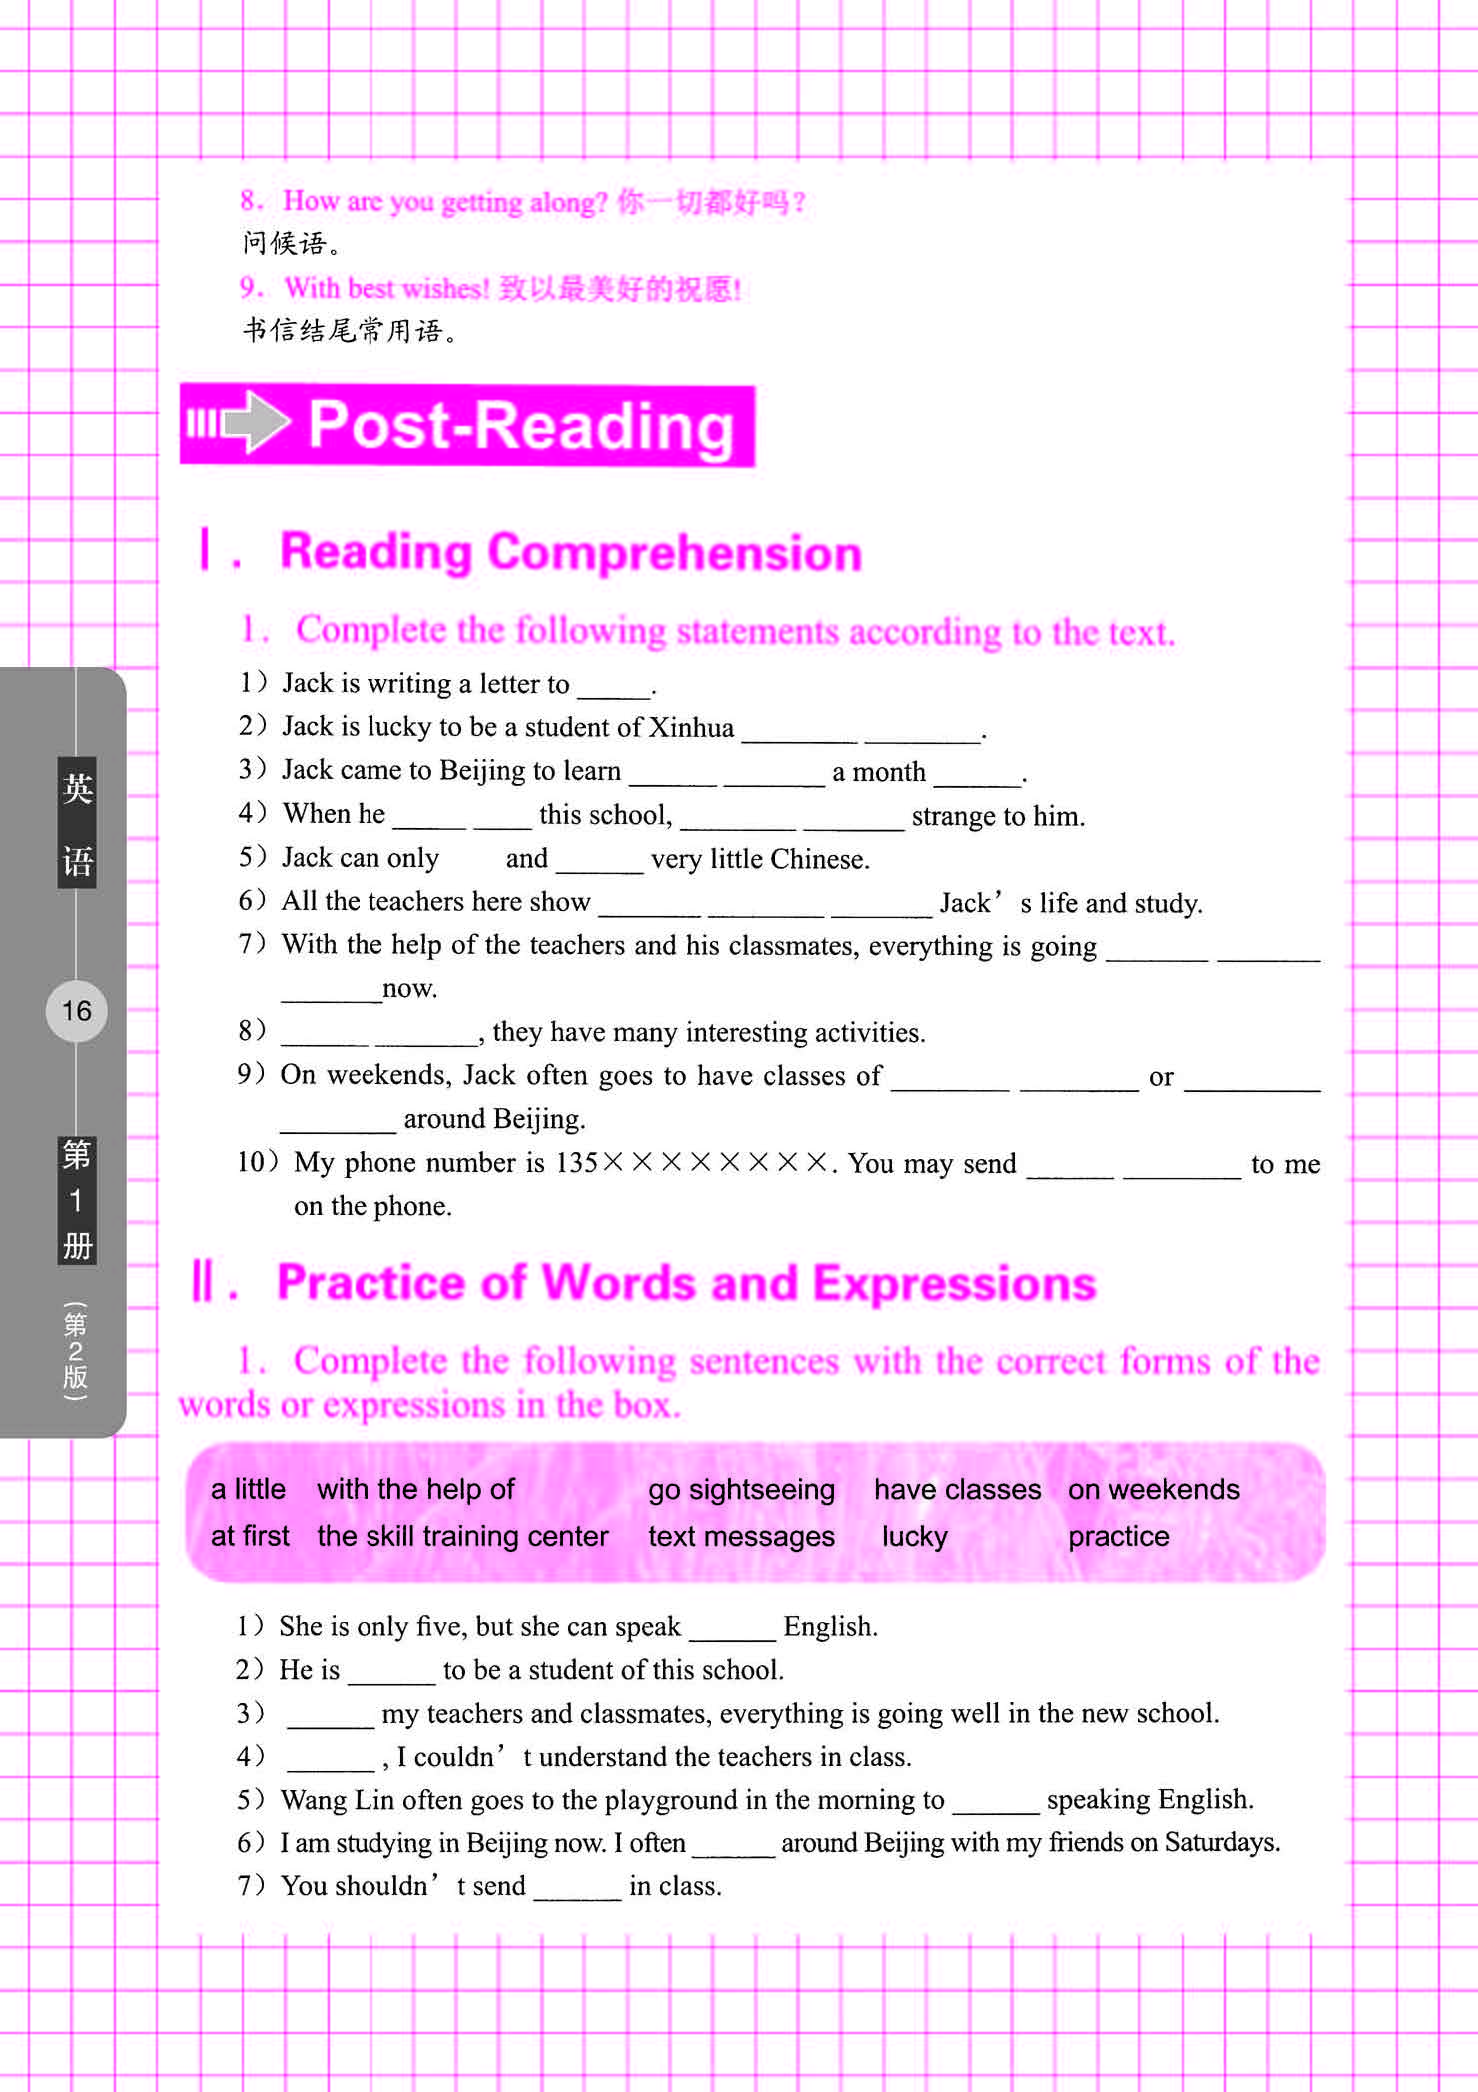 8. How are you getting along? 你一切都好吗?
问候语。
9. With best wishes! 致以最美好的祝愿!
书信结尾常用语。
Post-Reading
Ⅰ. Reading Comprehension
1. Complete the following statements according to the text.
1) Jack is writing a letter to _____.
2) Jack is lucky to be a student of Xinhua ________ ________.
3) Jack came to Beijing to learn ______ _______ a month ______.
4) When he _____ ____ this school, ________ _______ strange to him.
5) Jack can only and ______ very little Chinese.
6) All the teachers here show _______ ________ _______ Jack’s life and study.
7) With the help of the teachers and his classmates, everything is going _______ _______
_______now.
8) ______ _______, they have many interesting activities.
9) On weekends, Jack often goes to have classes of ________ ________ or _________
________ around Beijing.
10) My phone number is 135××××××××. You may send ______ ________ to me
on the phone.
Ⅱ. Practice of Words and Expressions
1. Complete the following sentences with the correct forms of the
words or expressions in the box.
a little with the help of go sightseeing have classes on weekends
at first the skill training center text messages lucky practice
1) She is only five, but she can speak ______ English.
2) He is ______ to be a student of this school.
3) ______ my teachers and classmates, everything is going well in the new school.
4) ______ , I couldn’t understand the teachers in class.
5) Wang Lin often goes to the playground in the morning to ______ speaking English.
6) I am studying in Beijing now. I often ______ around Beijing with my friends on Saturdays.
7) You shouldn’t send ______ in class.
英语
16
第1册
(第2版)